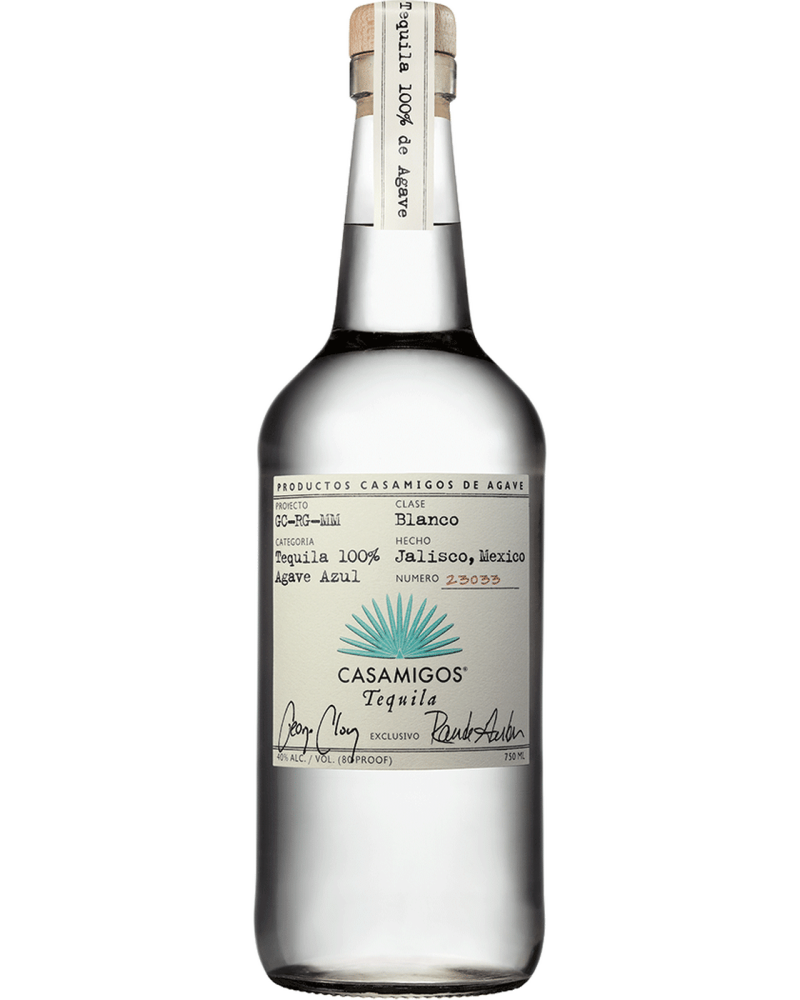 Tequila 100% de Agave
PRODUCTOS CASAMIGOS DE AGAVE
PROYECTO
GC-RG-MM
CLASE
Blanco
CATEGORIA
Tequila 100%
Agave Azul
HECHO
Jalisco, Mexico
NUMERO 23033
CASAMIGOS®
Tequila
EXCLUSIVO
40% ALC. / VOL. (80 PROOF)
750 ML